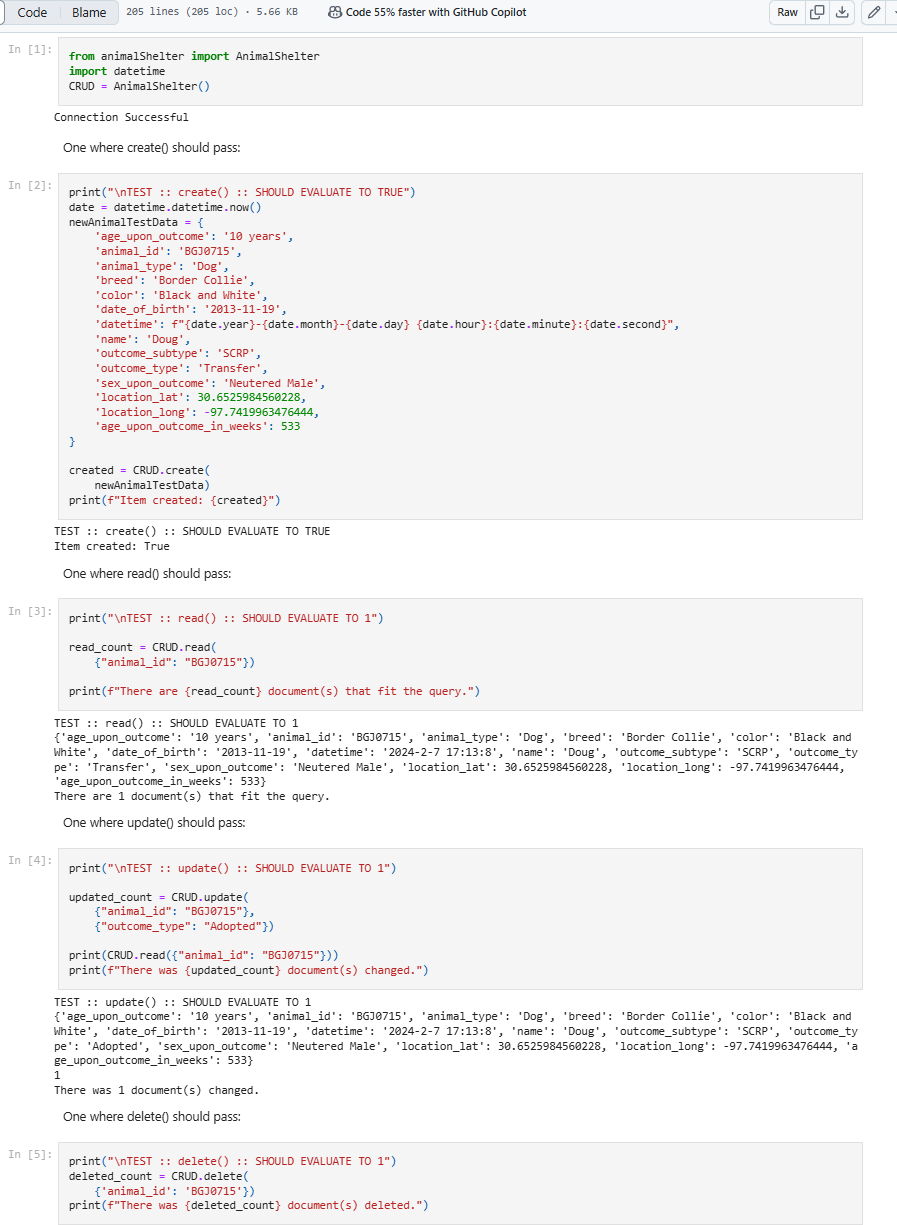 Code Blame 205 lines (205 loc) · 5.66 KB Code 55% faster with GitHub Copilot Raw
In [1]:
from animalShelter import AnimalShelter
import datetime
CRUD = AnimalShelter()
Connection Successful
One where create() should pass:
In [2]:
print("\nTEST :: create() :: SHOULD EVALUATE TO TRUE")
date = datetime.datetime.now()
newAnimalTestData = {
    'age_upon_outcome': '10 years',
    'animal_id': 'BGJ0715',
    'animal_type': 'Dog',
    'breed': 'Border Collie',
    'color': 'Black and White',
    'date_of_birth': '2013-11-19',
    'datetime': f"{date.year}-{date.month}-{date.day} {date.hour}:{date.minute}:{date.second}",
    'name': 'Doug',
    'outcome_subtype': 'SCRP',
    'outcome_type': 'Transfer',
    'sex_upon_outcome': 'Neutered Male',
    'location_lat': 30.6525984560228,
    'location_long': -97.7419963476444,
    'age_upon_outcome_in_weeks': 533
}
created = CRUD.create(
    newAnimalTestData)
print(f"Item created: {created}")
TEST :: create() :: SHOULD EVALUATE TO TRUE
Item created: True
One where read() should pass:
In [3]:
print("\nTEST :: read() :: SHOULD EVALUATE TO 1")
read_count = CRUD.read(
    {"animal_id": "BGJ0715"})
print(f"There are {read_count} document(s) that fit the query.")
TEST :: read() :: SHOULD EVALUATE TO 1
{'age_upon_outcome': '10 years', 'animal_id': 'BGJ0715', 'animal_type': 'Dog', 'breed': 'Border Collie', 'color': 'Black and
White', 'date_of_birth': '2013-11-19', 'datetime': '2024-2-7 17:13:8', 'name': 'Doug', 'outcome_subtype': 'SCRP', 'outcome_ty
pe': 'Transfer', 'sex_upon_outcome': 'Neutered Male', 'location_lat': 30.6525984560228, 'location_long': -97.7419963476444,
'age_upon_outcome_in_weeks': 533}
There are 1 document(s) that fit the query.
One where update() should pass:
In [4]:
print("\nTEST :: update() :: SHOULD EVALUATE TO 1")
updated_count = CRUD.update(
    {"animal_id": "BGJ0715"},
    {"outcome_type": "Adopted"})
print(CRUD.read({"animal_id": "BGJ0715"}))
print(f"There was {updated_count} document(s) changed.")
TEST :: update() :: SHOULD EVALUATE TO 1
{'age_upon_outcome': '10 years', 'animal_id': 'BGJ0715', 'animal_type': 'Dog', 'breed': 'Border Collie', 'color': 'Black and
White', 'date_of_birth': '2013-11-19', 'datetime': '2024-2-7 17:13:8', 'name': 'Doug', 'outcome_subtype': 'SCRP', 'outcome_ty
pe': 'Adopted', 'sex_upon_outcome': 'Neutered Male', 'location_lat': 30.6525984560228, 'location_long': -97.7419963476444, 'a
ge_upon_outcome_in_weeks': 533}
1
There was 1 document(s) changed.
One where delete() should pass:
In [5]:
print("\nTEST :: delete() :: SHOULD EVALUATE TO 1")
deleted_count = CRUD.delete(
    {'animal_id': 'BGJ0715'})
print(f"There was {deleted_count} document(s) deleted.")